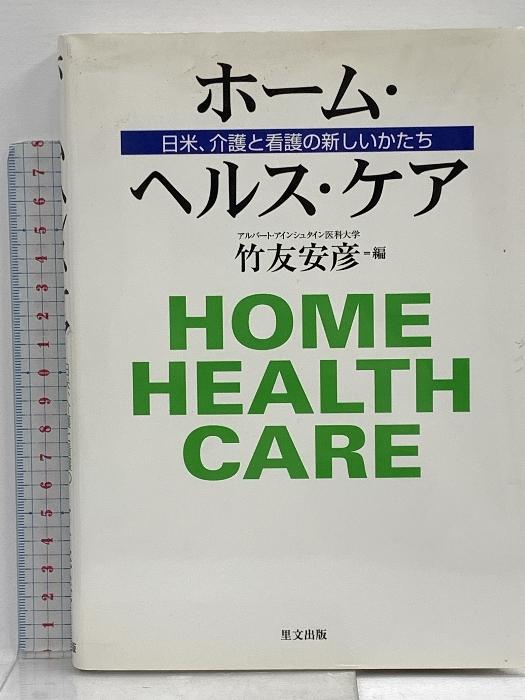 ホーム・
日米、介護と看護の新しいかたち
ヘルス・ケア
アルバート・アインシュタイン医科大学
竹友安彦=編
HOME
HEALTH
CARE
里文出版